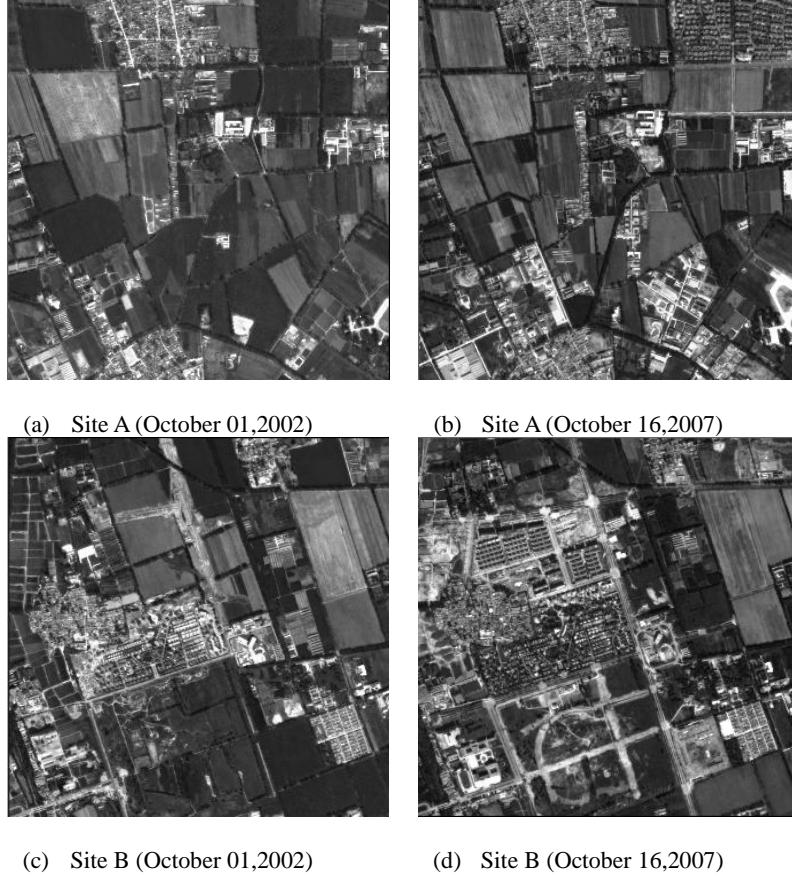 (a) Site A (October 01,2002)
(b) Site A (October 16,2007)
(c) Site B (October 01,2002)
(d) Site B (October 16,2007)